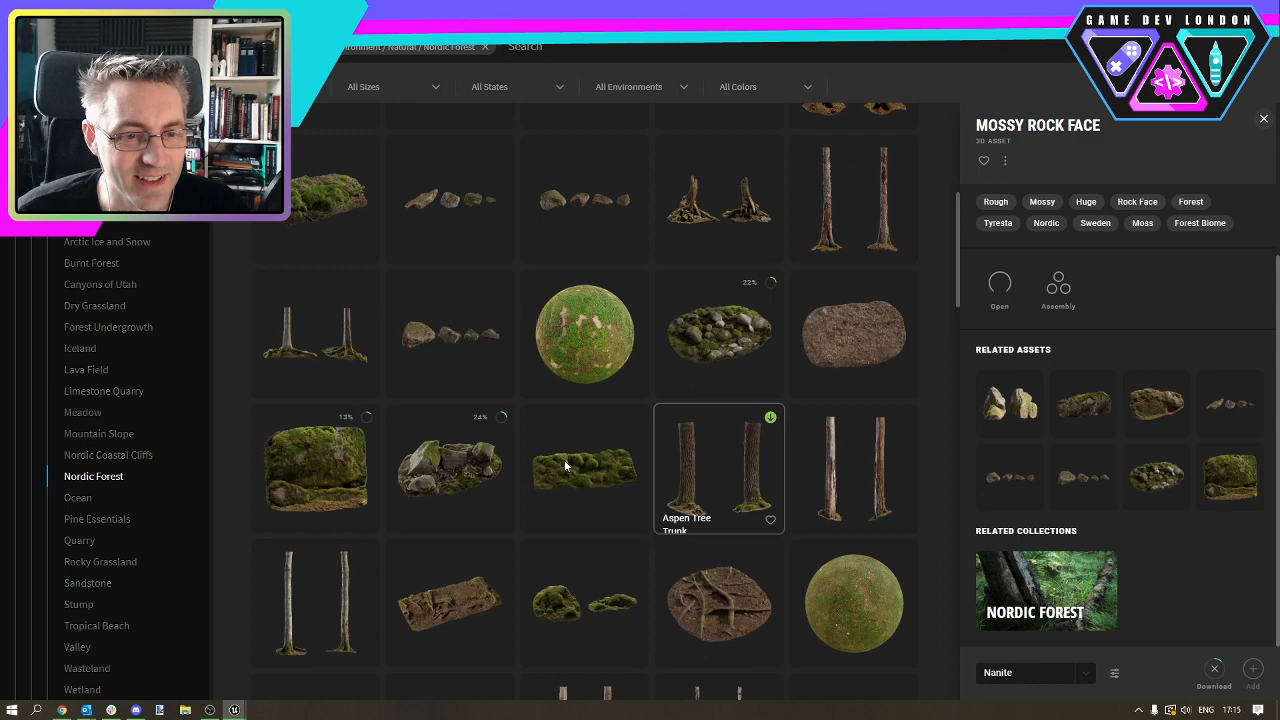 GAME DEV LONDON
ironment / Natural / Nordic Forest × Search
All Sizes All States All Environments All Colors
MOSSY ROCK FACE
3D ASSET
Rough Mossy Huge Rock Face Forest
Tyresta Nordic Sweden Moss Forest Biome
Arctic Ice and Snow
Burnt Forest
Canyons of Utah
Dry Grassland
Forest Undergrowth
Iceland
Lava Field
Limestone Quarry
Meadow
Mountain Slope
Nordic Coastal Cliffs
Nordic Forest
Ocean
Pine Essentials
Quarry
Rocky Grassland
Sandstone
Stump
Tropical Beach
Valley
Wasteland
Wetland
22%
13%
24%
Aspen Tree
Trunk
Open Assembly
RELATED ASSETS
RELATED COLLECTIONS
NORDIC FOREST
Nanite
Download Add
ENG 17:15